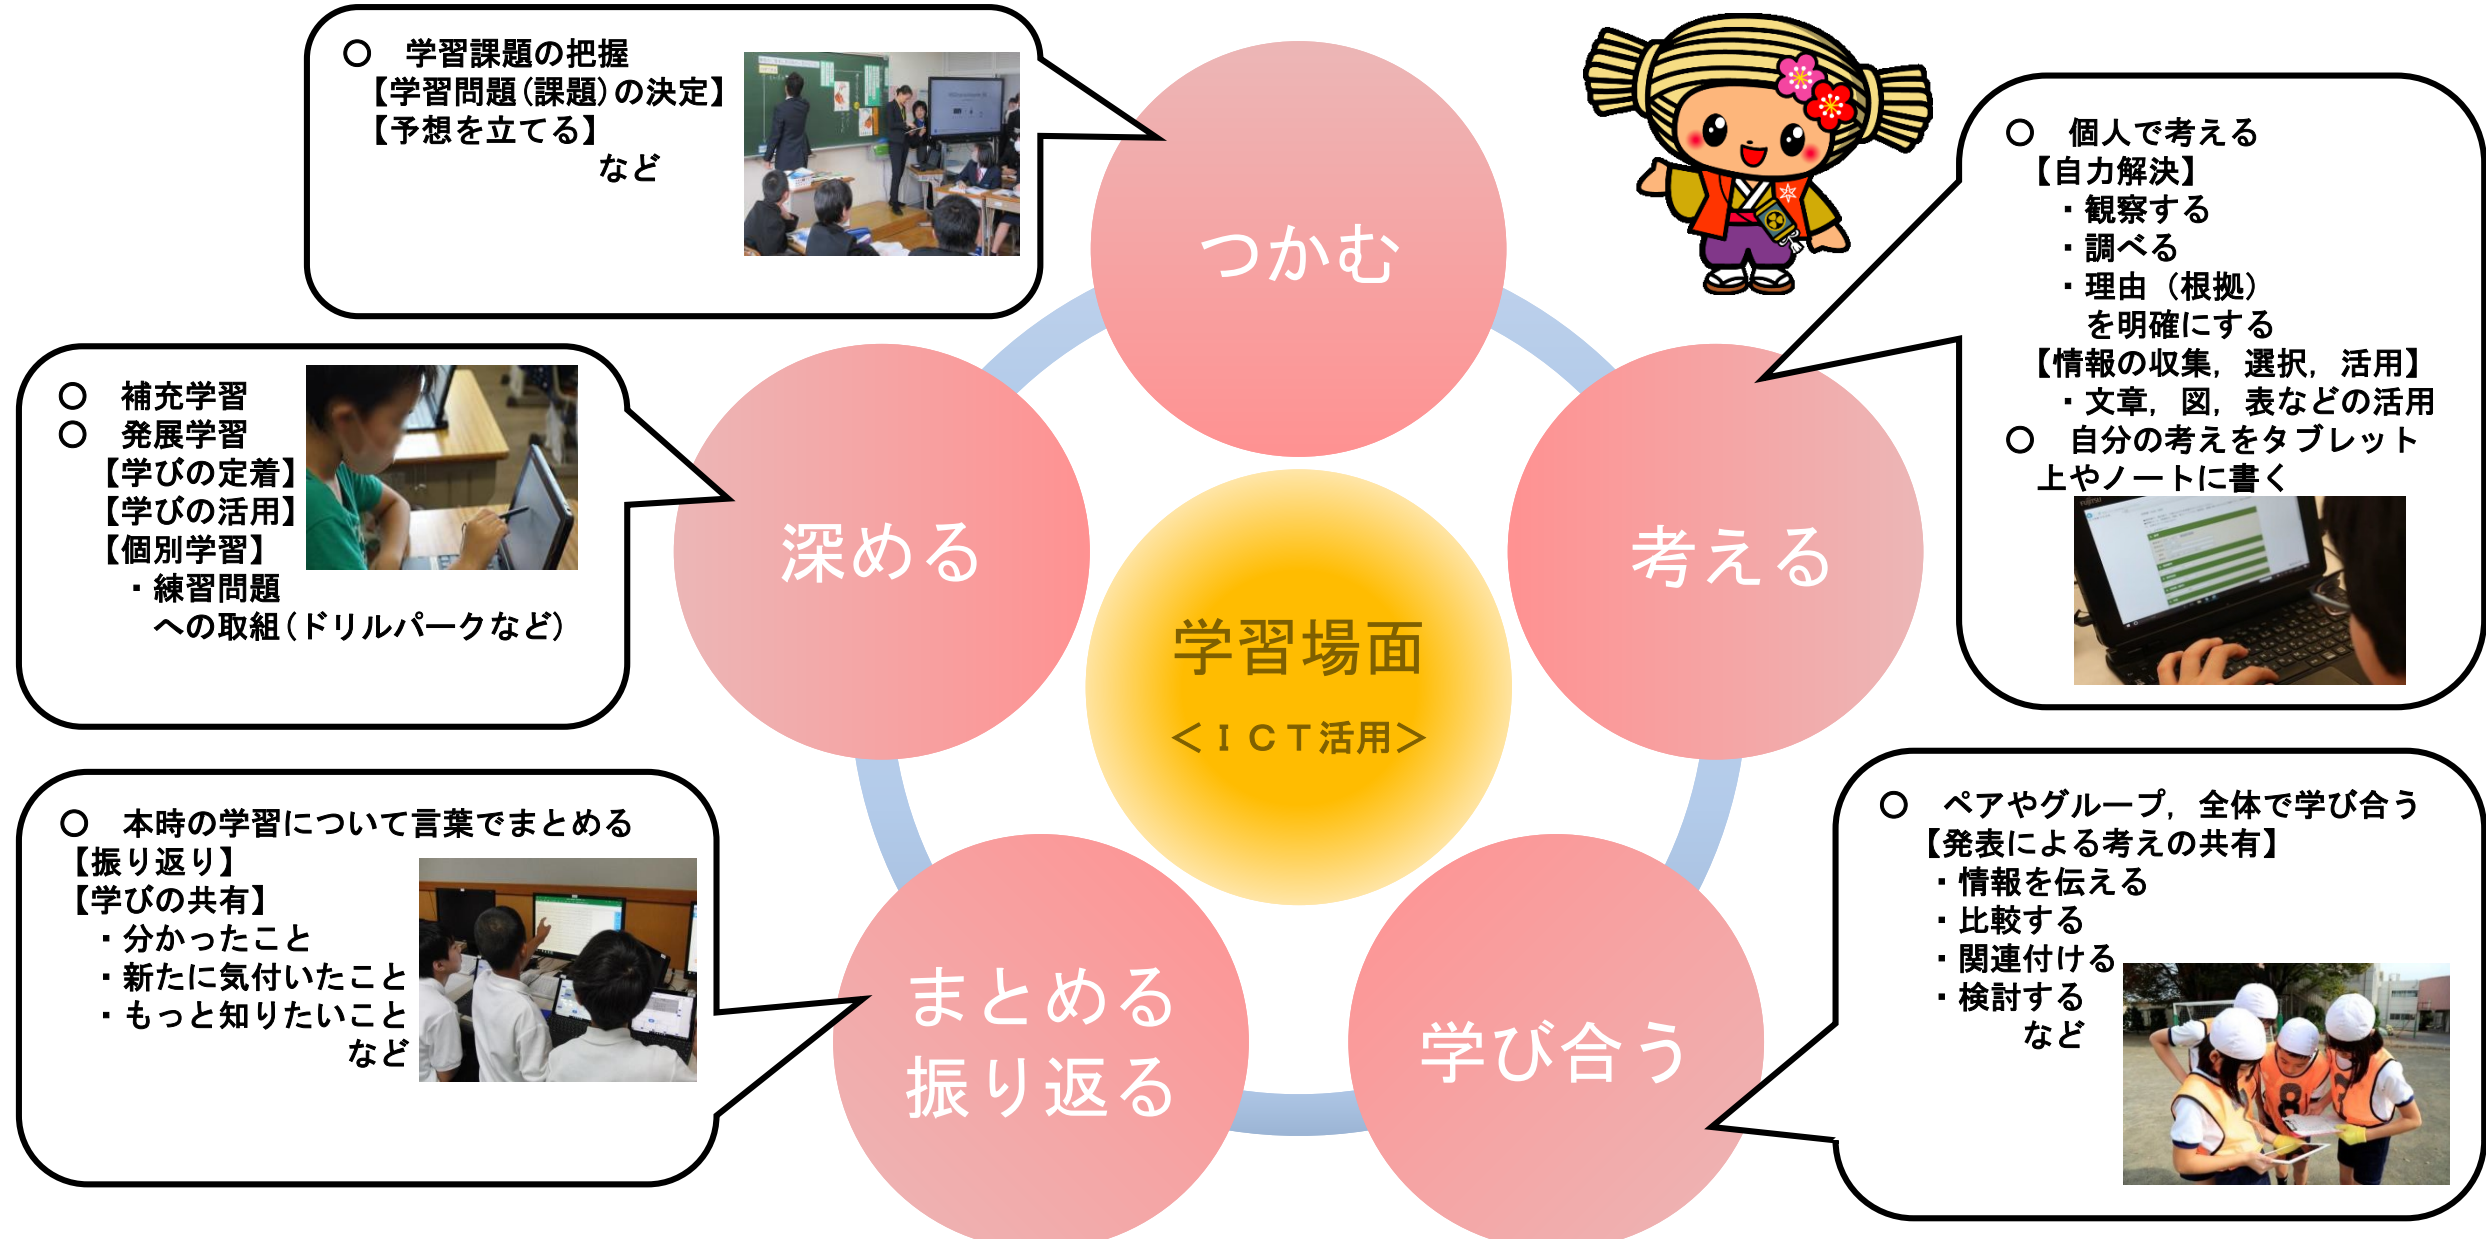 ○　学習課題の把握
【学習問題(課題)の決定】
【予想を立てる】
など
つかむ
○　個人で考える
【自力解決】
・観察する
・調べる
・理由（根拠）
を明確にする
【情報の収集，選択，活用】
・文章，図，表などの活用
○　自分の考えをタブレット
上やノートに書く
考える
○　ペアやグループ，全体で学び合う
【発表による考えの共有】
・情報を伝える
・比較する
・関連付ける
・検討する
など
学び合う
○　本時の学習について言葉でまとめる
【振り返り】
【学びの共有】
・分かったこと
・新たに気付いたこと
・もっと知りたいこと
など
まとめる
振り返る
○　補充学習
○　発展学習
【学びの定着】
【学びの活用】
【個別学習】
・練習問題
への取組(ドリルパークなど)
深める
学習場面
＜ＩＣＴ活用＞